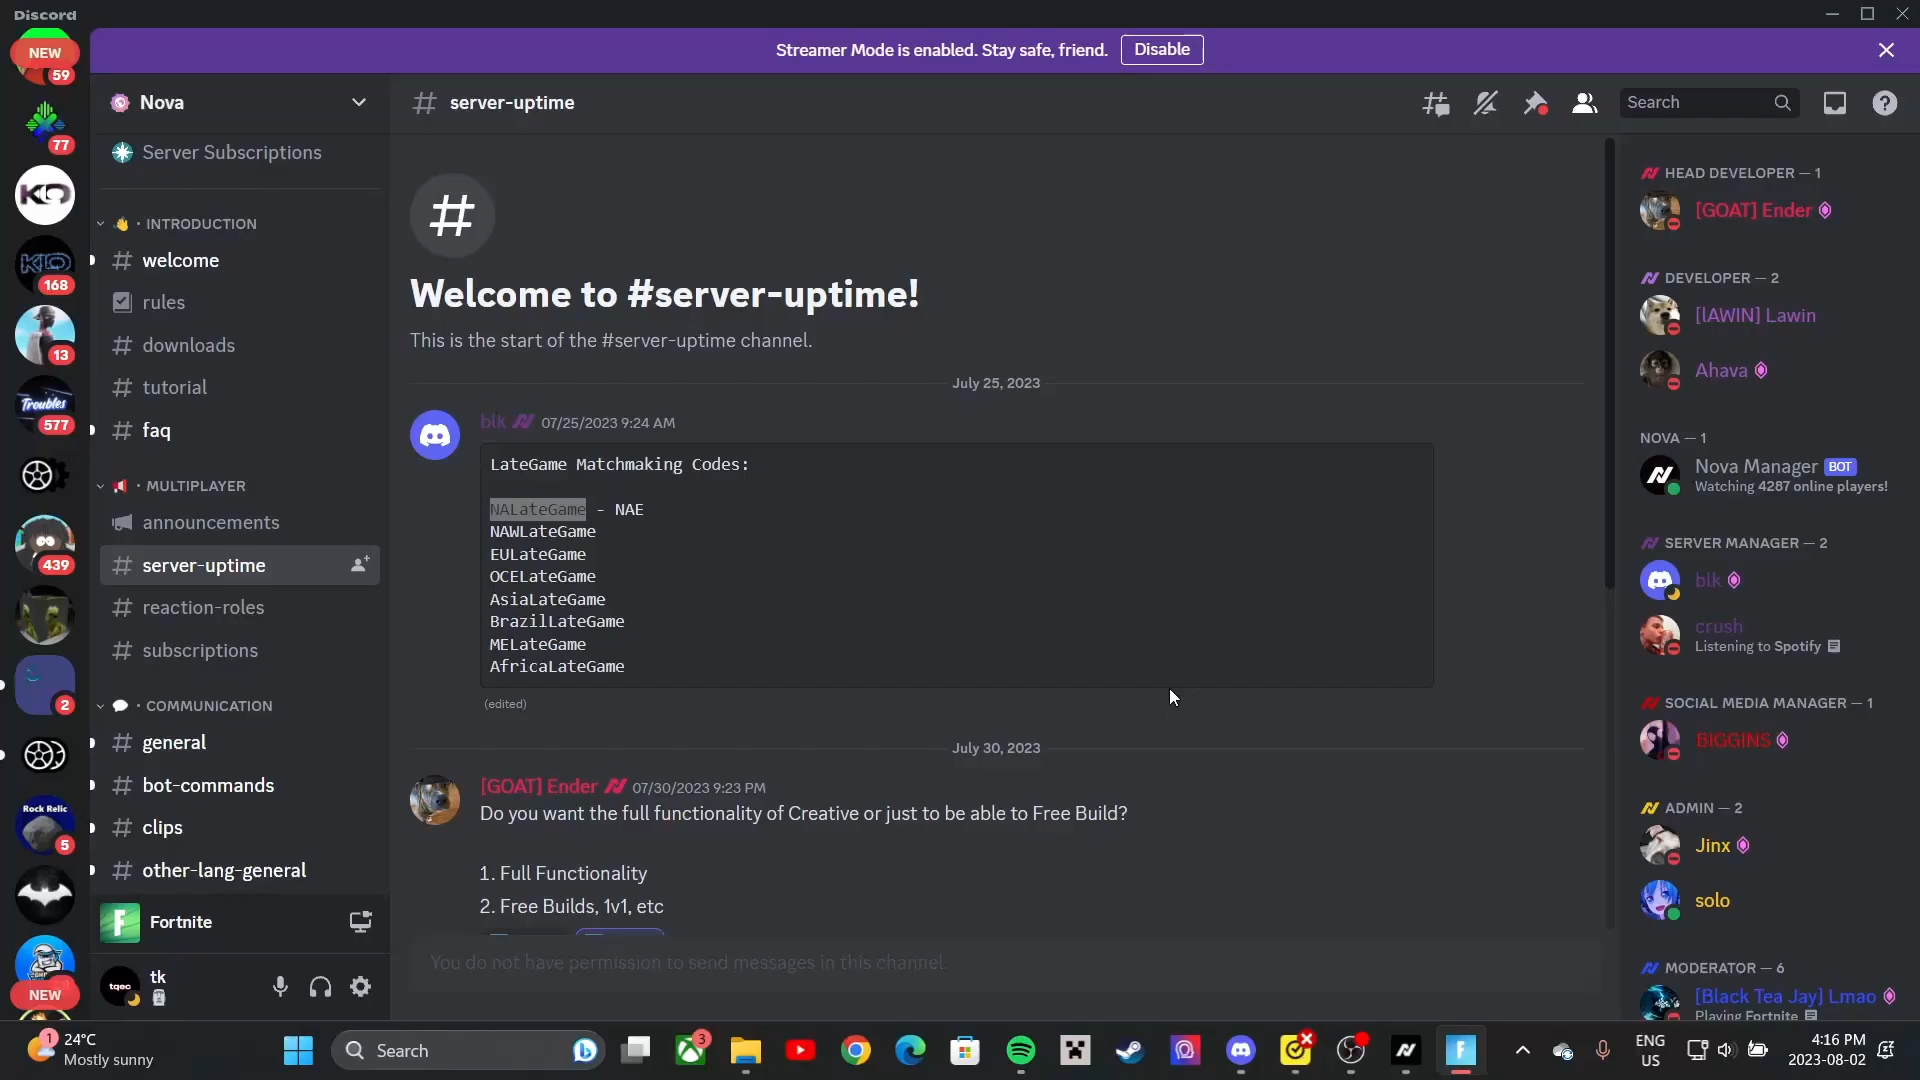 Discord
Streamer Mode is enabled. Stay safe, friend.
Disable
NEW
59
77
KO
168
13
Troubles
577
439
2
Rock Relic
5
NEW
Nova
Server Subscriptions
INTRODUCTION
welcome
rules
downloads
tutorial
faq
MULTIPLAYER
announcements
server-uptime
reaction-roles
subscriptions
COMMUNICATION
general
bot-commands
clips
other-lang-general
Fortnite
tqec
tk
# server-uptime
Search
Welcome to #server-uptime!
This is the start of the #server-uptime channel.
July 25, 2023
blk 07/25/2023 9:24 AM
LateGame Matchmaking Codes:
NALateGame - NAE
NAWLateGame
EULateGame
OCELateGame
AsiaLateGame
BrazilLateGame
MELateGame
AfricaLateGame
(edited)
July 30, 2023
[GOAT] Ender 07/30/2023 9:23 PM
Do you want the full functionality of Creative or just to be able to Free Build?
1. Full Functionality
2. Free Builds, 1v1, etc
You do not have permission to send messages in this channel.
HEAD DEVELOPER — 1
[GOAT] Ender
DEVELOPER — 2
[lAWIN] Lawin
Ahava
NOVA — 1
Nova Manager BOT
Watching 4287 online players!
SERVER MANAGER — 2
blk
crush
Listening to Spotify
SOCIAL MEDIA MANAGER — 1
BIGGINS
ADMIN — 2
Jinx
solo
MODERATOR — 6
[Black Tea Jay] Lmao
Playing Fortnite
1
24°C
Mostly sunny
Search
3
ENG
US
4:16 PM
2023-08-02